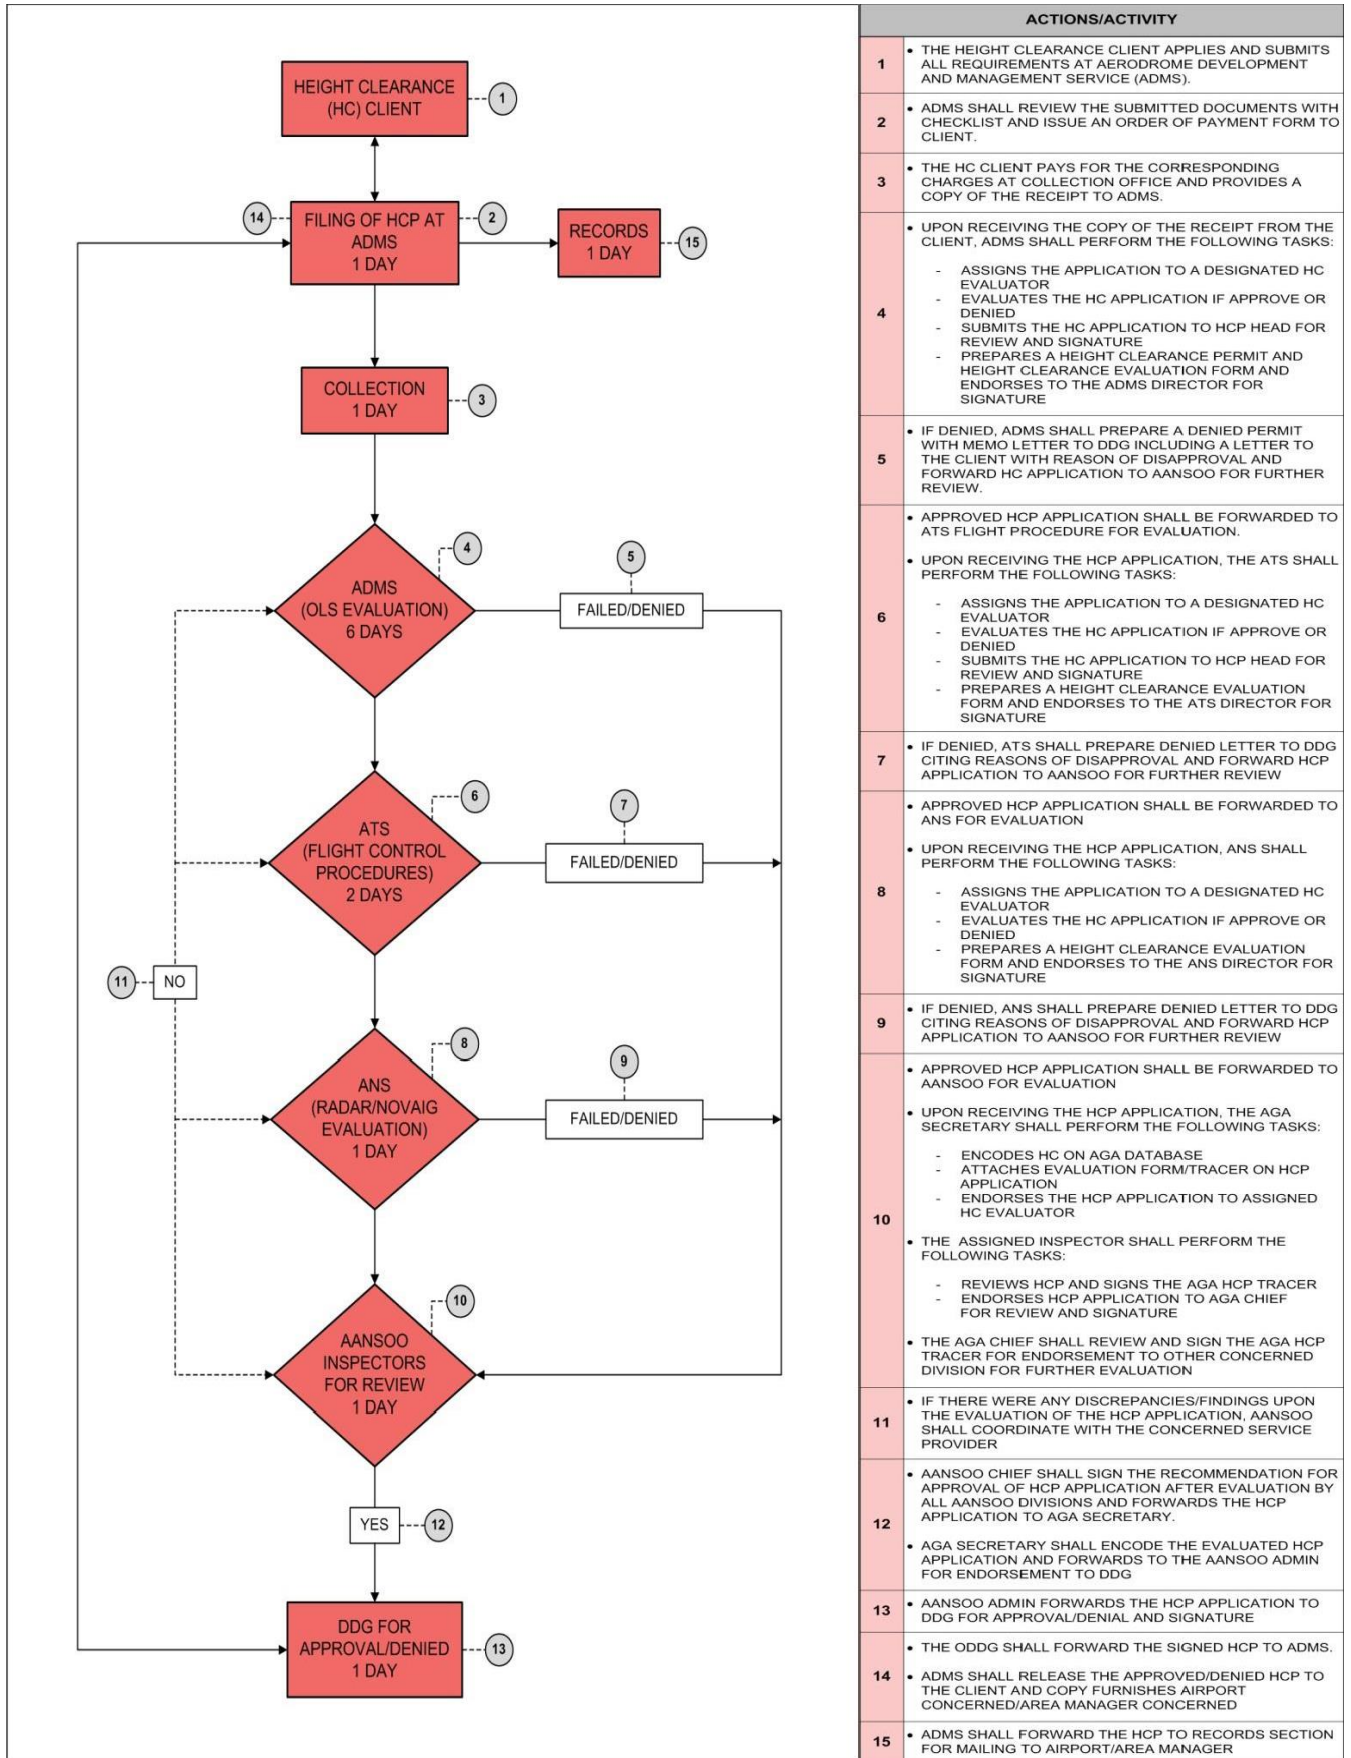 HEIGHT CLEARANCE
(HC) CLIENT
1
14
FILING OF HCP AT
ADMS
1 DAY
2
RECORDS
1 DAY
15
COLLECTION
1 DAY
3
ADMS
(OLS EVALUATION)
6 DAYS
4
5
FAILED/DENIED
ATS
(FLIGHT CONTROL
PROCEDURES)
2 DAYS
6
7
FAILED/DENIED
11
NO
ANS
(RADAR/NOVAIG
EVALUATION)
1 DAY
8
9
FAILED/DENIED
AANSOO
INSPECTORS
FOR REVIEW
1 DAY
10
YES
12
DDG FOR
APPROVAL/DENIED
1 DAY
13
ACTIONS/ACTIVITY
1
• THE HEIGHT CLEARANCE CLIENT APPLIES AND SUBMITS
ALL REQUIREMENTS AT AERODROME DEVELOPMENT
AND MANAGEMENT SERVICE (ADMS).
2
• ADMS SHALL REVIEW THE SUBMITTED DOCUMENTS WITH
CHECKLIST AND ISSUE AN ORDER OF PAYMENT FORM TO
CLIENT.
3
• THE HC CLIENT PAYS FOR THE CORRESPONDING
CHARGES AT COLLECTION OFFICE AND PROVIDES A
COPY OF THE RECEIPT TO ADMS.
4
• UPON RECEIVING THE COPY OF THE RECEIPT FROM THE
CLIENT, ADMS SHALL PERFORM THE FOLLOWING TASKS:
- ASSIGNS THE APPLICATION TO A DESIGNATED HC
EVALUATOR
- EVALUATES THE HC APPLICATION IF APPROVE OR
DENIED
- SUBMITS THE HC APPLICATION TO HCP HEAD FOR
REVIEW AND SIGNATURE
- PREPARES A HEIGHT CLEARANCE PERMIT AND
HEIGHT CLEARANCE EVALUATION FORM AND
ENDORSES TO THE ADMS DIRECTOR FOR
SIGNATURE
5
• IF DENIED, ADMS SHALL PREPARE A DENIED PERMIT
WITH MEMO LETTER TO DDG INCLUDING A LETTER TO
THE CLIENT WITH REASON OF DISAPPROVAL AND
FORWARD HC APPLICATION TO AANSOO FOR FURTHER
REVIEW.
6
• APPROVED HCP APPLICATION SHALL BE FORWARDED TO
ATS FLIGHT PROCEDURE FOR EVALUATION.
• UPON RECEIVING THE HCP APPLICATION, THE ATS SHALL
PERFORM THE FOLLOWING TASKS:
- ASSIGNS THE APPLICATION TO A DESIGNATED HC
EVALUATOR
- EVALUATES THE HC APPLICATION IF APPROVE OR
DENIED
- SUBMITS THE HC APPLICATION TO HCP HEAD FOR
REVIEW AND SIGNATURE
- PREPARES A HEIGHT CLEARANCE EVALUATION
FORM AND ENDORSES TO THE ATS DIRECTOR FOR
SIGNATURE
7
• IF DENIED, ATS SHALL PREPARE DENIED LETTER TO DDG
CITING REASONS OF DISAPPROVAL AND FORWARD HCP
APPLICATION TO AANSOO FOR FURTHER REVIEW
8
• APPROVED HCP APPLICATION SHALL BE FORWARDED TO
ANS FOR EVALUATION
• UPON RECEIVING THE HCP APPLICATION, ANS SHALL
PERFORM THE FOLLOWING TASKS:
- ASSIGNS THE APPLICATION TO A DESIGNATED HC
EVALUATOR
- EVALUATES THE HC APPLICATION IF APPROVE OR
DENIED
- PREPARES A HEIGHT CLEARANCE EVALUATION
FORM AND ENDORSES TO THE ANS DIRECTOR FOR
SIGNATURE
9
• IF DENIED, ANS SHALL PREPARE DENIED LETTER TO DDG
CITING REASONS OF DISAPPROVAL AND FORWARD HCP
APPLICATION TO AANSOO FOR FURTHER REVIEW
10
• APPROVED HCP APPLICATION SHALL BE FORWARDED TO
AANSOO FOR EVALUATION
• UPON RECEIVING THE HCP APPLICATION, THE AGA
SECRETARY SHALL PERFORM THE FOLLOWING TASKS:
- ENCODES HC ON AGA DATABASE
- ATTACHES EVALUATION FORM/TRACER ON HCP
APPLICATION
- ENDORSES THE HCP APPLICATION TO ASSIGNED
HC EVALUATOR
• THE ASSIGNED INSPECTOR SHALL PERFORM THE
FOLLOWING TASKS:
- REVIEWS HCP AND SIGNS THE AGA HCP TRACER
- ENDORSES HCP APPLICATION TO AGA CHIEF
FOR REVIEW AND SIGNATURE
• THE AGA CHIEF SHALL REVIEW AND SIGN THE AGA HCP
TRACER FOR ENDORSEMENT TO OTHER CONCERNED
DIVISION FOR FURTHER EVALUATION
11
• IF THERE WERE ANY DISCREPANCIES/FINDINGS UPON
THE EVALUATION OF THE HCP APPLICATION, AANSOO
SHALL COORDINATE WITH THE CONCERNED SERVICE
PROVIDER
12
• AANSOO CHIEF SHALL SIGN THE RECOMMENDATION FOR
APPROVAL OF HCP APPLICATION AFTER EVALUATION BY
ALL AANSOO DIVISIONS AND FORWARDS THE HCP
APPLICATION TO AGA SECRETARY.
• AGA SECRETARY SHALL ENCODE THE EVALUATED HCP
APPLICATION AND FORWARDS TO THE AANSOO ADMIN
FOR ENDORSEMENT TO DDG
13
• AANSOO ADMIN FORWARDS THE HCP APPLICATION TO
DDG FOR APPROVAL/DENIAL AND SIGNATURE
14
• THE ODDG SHALL FORWARD THE SIGNED HCP TO ADMS.
• ADMS SHALL RELEASE THE APPROVED/DENIED HCP TO
THE CLIENT AND COPY FURNISHES AIRPORT
CONCERNED/AREA MANAGER CONCERNED
15
• ADMS SHALL FORWARD THE HCP TO RECORDS SECTION
FOR MAILING TO AIRPORT/AREA MANAGER